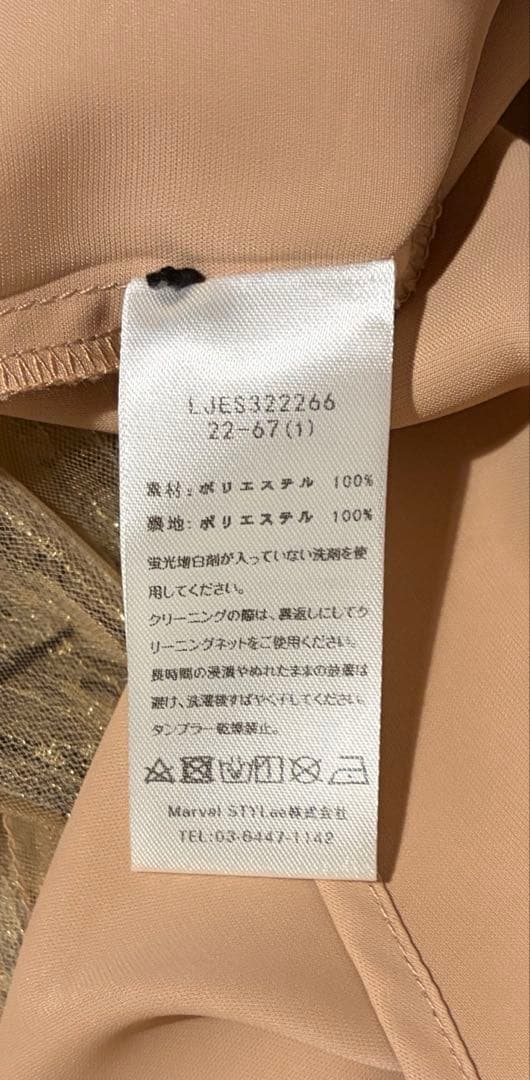 LJES322266
22-67(1)
素材:ポリエステル 100%
裏地:ポリエステル 100%
蛍光増白剤が入っていない洗剤を使
用してください。
クリーニングの際は、裏返しにしてク
リーニングネットをご使用ください。
長時間の浸漬やぬれたままの放置は
避け、洗濯後すばやく干してください。
タンブラー乾燥禁止。
Marvel STYLee株式会社
TEL:03-6447-1142